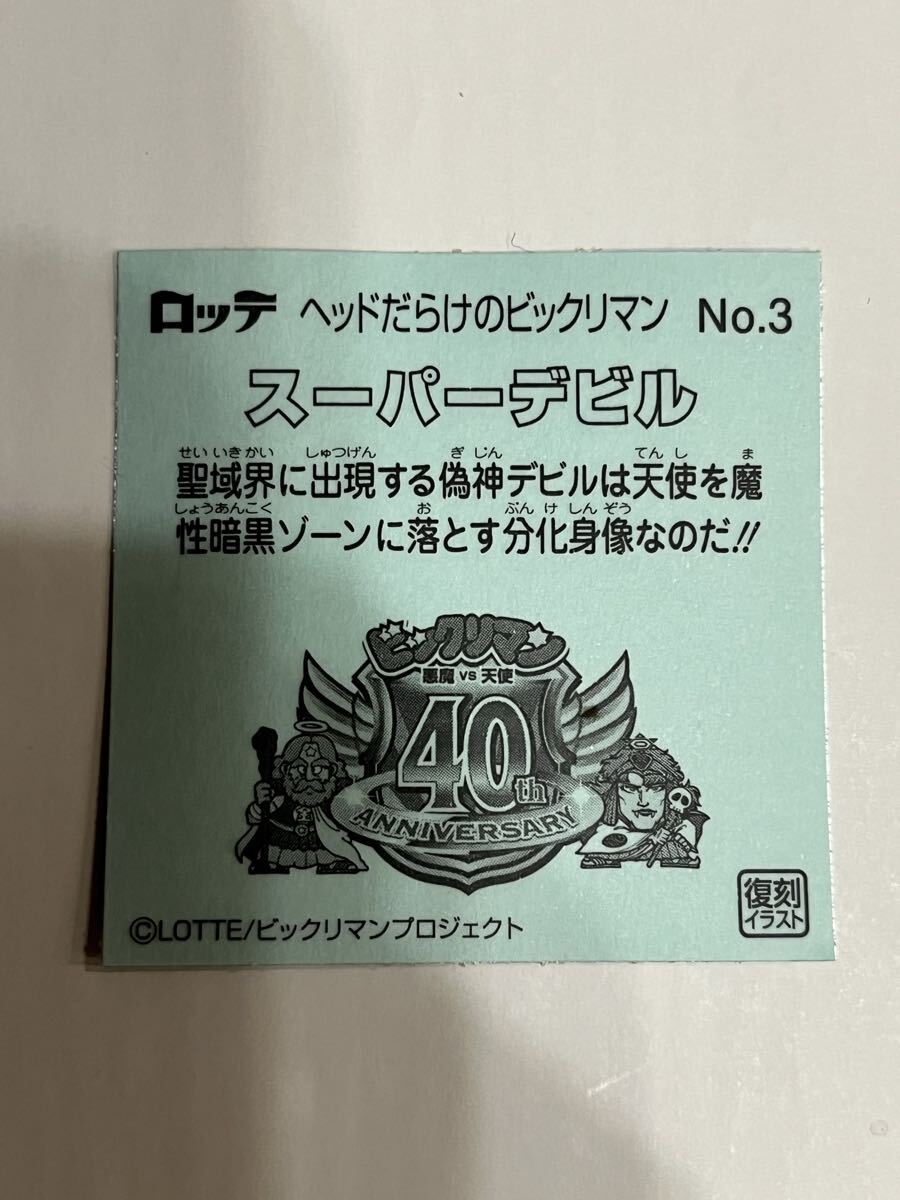 ロッテ ヘッドだらけのビックリマン No.3
スーパーデビル
せいいきかい しゅつげん ぎじん てんし ま
聖域界に出現する偽神デビルは天使を魔
しょうあんこく お ぶんけしんぞう
性暗黒ゾーンに落とす分化身像なのだ!!
ビックリマン
悪魔 VS 天使
40th
ANNIVERSARY
©LOTTE/ビックリマンプロジェクト
復刻
イラスト